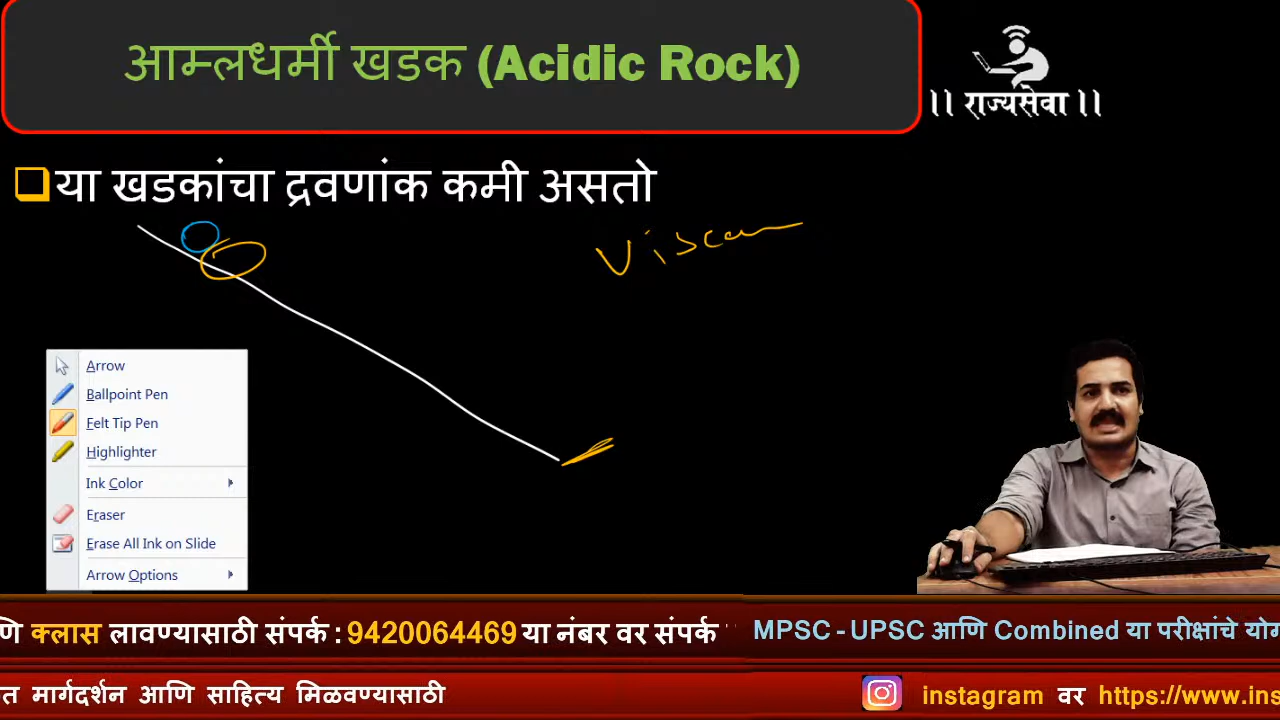 आम्लधर्मी खडक (Acidic Rock)
|| राज्यसेवा ||
या खडकांचा द्रवणांक कमी असतो
Arrow
Ballpoint Pen
Felt Tip Pen
Highlighter
Ink Color
Eraser
Erase All Ink on Slide
Arrow Options
णि क्लास लावण्यासाठी संपर्क : 9420064469 या नंबर वर संपर्क
MPSC - UPSC आणि Combined या परीक्षांचे योग
त मार्गदर्शन आणि साहित्य मिळवण्यासाठी
instagram वर https://www.ins